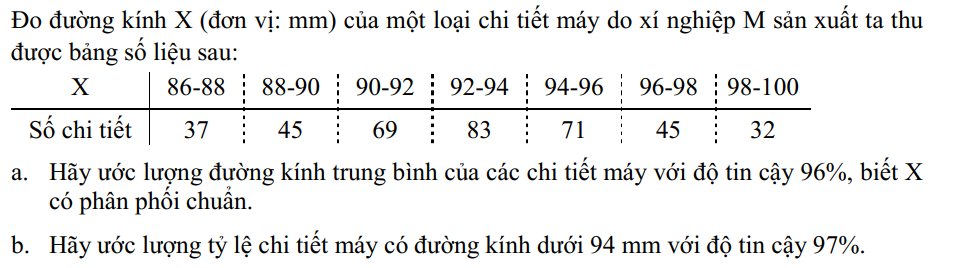 Đo đường kính X (đơn vị: mm) của một loại chi tiết máy do xí nghiệp M sản xuất ta thu
được bảng số liệu sau:
X 86-88 88-90 90-92 92-94 94-96 96-98 98-100
Số chi tiết 37 45 69 83 71 45 32
a. Hãy ước lượng đường kính trung bình của các chi tiết máy với độ tin cậy 96%, biết X
có phân phối chuẩn.
b. Hãy ước lượng tỷ lệ chi tiết máy có đường kính dưới 94 mm với độ tin cậy 97%.